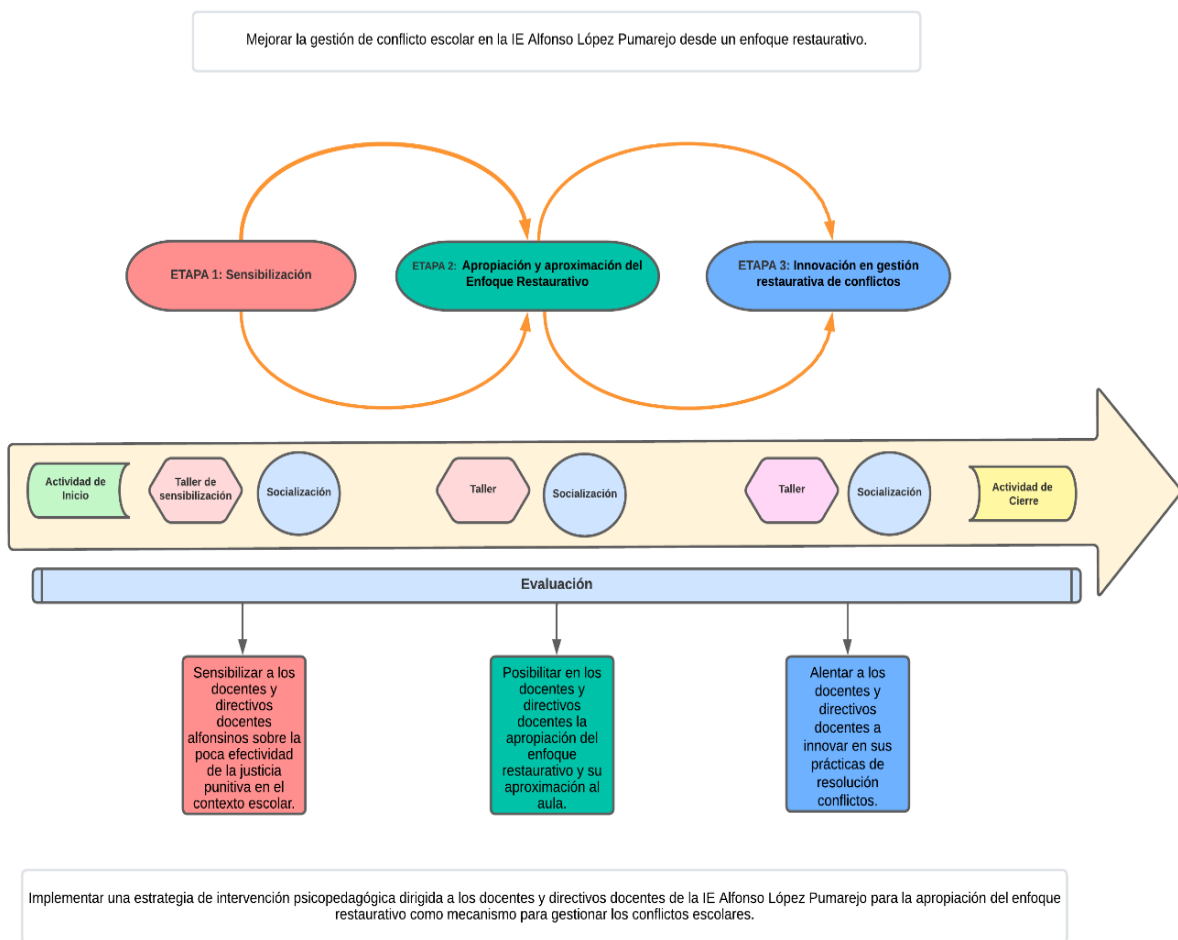 Mejorar la gestión de conflicto escolar en la IE Alfonso López Pumarejo desde un enfoque restaurativo.
ETAPA 1: Sensibilización
ETAPA 2: Apropiación y aproximación del
Enfoque Restaurativo
ETAPA 3: Innovación en gestión
restaurativa de conflictos
Actividad de
Inicio
Taller de
sensibilización
Socialización
Taller
Socialización
Taller
Socialización
Actividad de
Cierre
Evaluación
Sensibilizar a los
docentes y
directivos
docentes
alfonsinos sobre la
poca efectividad
de la justicia
punitiva en el
contexto escolar.
Posibilitar en los
docentes y
directivos
docentes la
apropiación del
enfoque
restaurativo y su
aproximación al
aula.
Alentar a los
docentes y
directivos
docentes a
innovar en sus
prácticas de
resolución
conflictos.
Implementar una estrategia de intervención psicopedagógica dirigida a los docentes y directivos docentes de la IE Alfonso López Pumarejo para la apropiación del enfoque
restaurativo como mecanismo para gestionar los conflictos escolares.